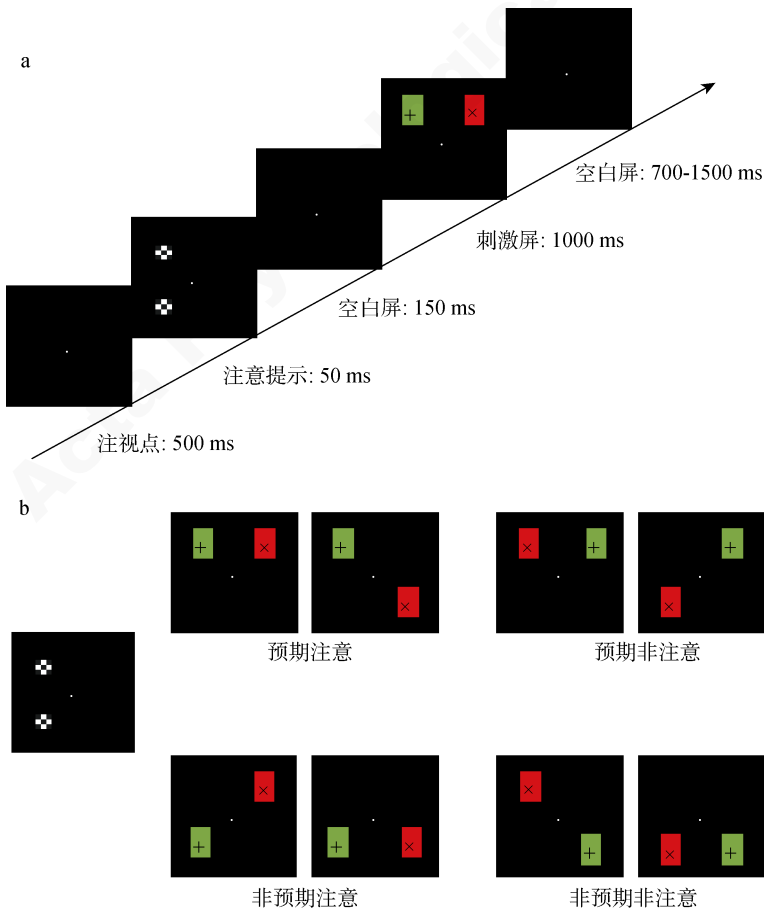 a
空白屏: 700-1500 ms
刺激屏: 1000 ms
空白屏: 150 ms
注意提示: 50 ms
注视点: 500 ms
b
预期注意
预期非注意
非预期注意
非预期非注意